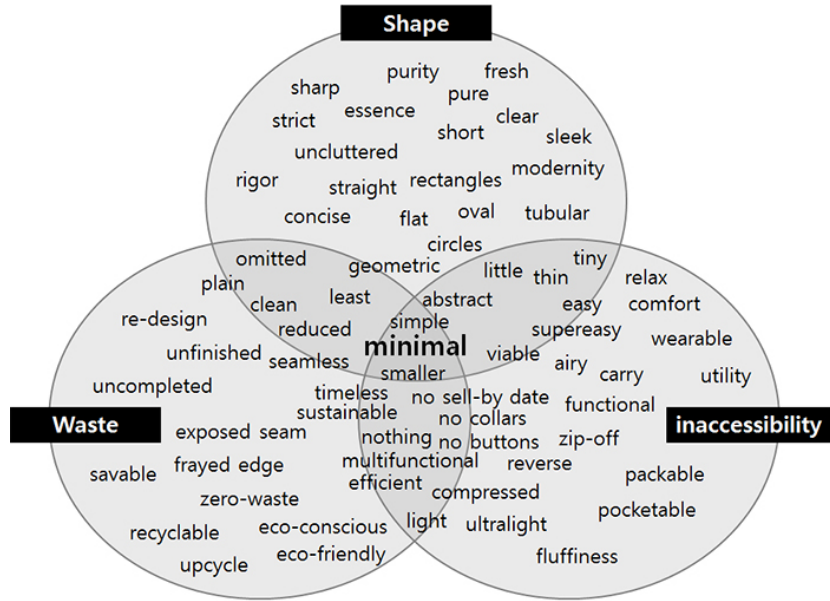 Shape
purity fresh
sharp pure
essence clear
strict short sleek
uncluttered modernity
rigor straight rectangles
concise flat oval tubular
circles
omitted geometric little thin tiny relax
plain clean least abstract easy comfort
re-design reduced simple supereasy wearable
unfinished seamless minimal viable airy utility
uncompleted smaller carry
timeless no sell-by date functional
Waste sustainable no collars inaccessibility
exposed seam nothing no buttons zip-off
savable frayed edge multifunctional reverse packable
zero-waste efficient compressed pocketable
recyclable eco-conscious light ultralight
upcycle eco-friendly fluffiness